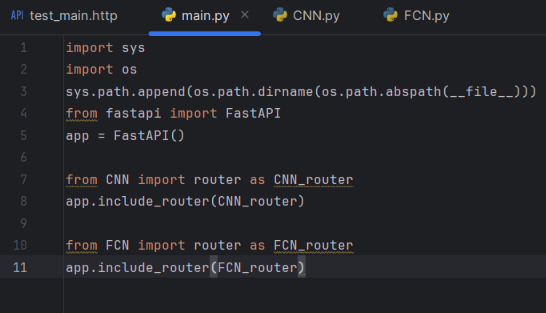 API test_main.http main.py × CNN.py FCN.py
1 import sys
2 import os
3 sys.path.append(os.path.dirname(os.path.abspath(__file__)))
4 from fastapi import FastAPI
5 app = FastAPI()
6
7 from CNN import router as CNN_router
8 app.include_router(CNN_router)
9
10 from FCN import router as FCN_router
11 app.include_router(FCN_router)